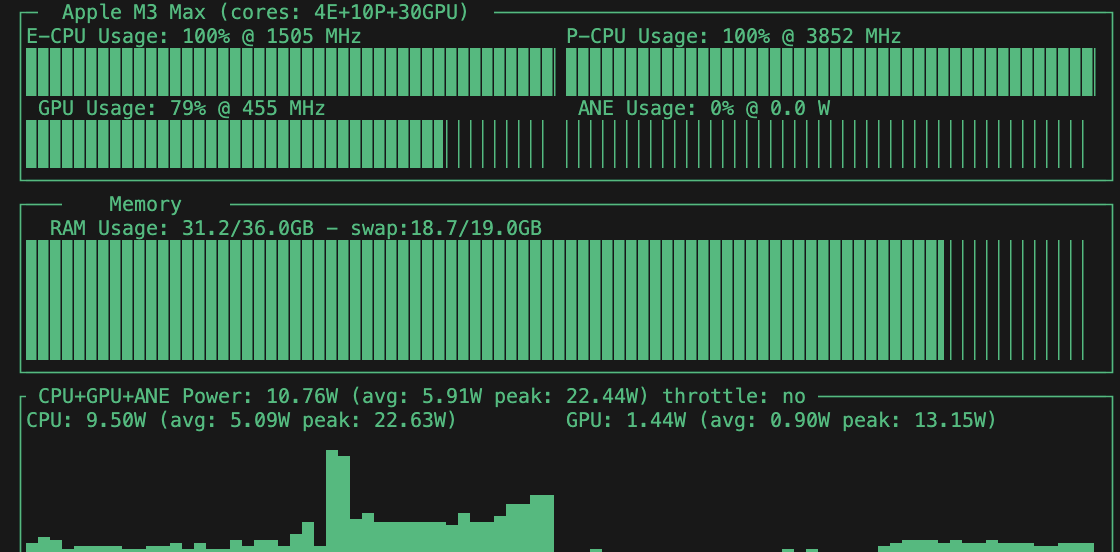 Apple M3 Max (cores: 4E+10P+30GPU)
E-CPU Usage: 100% @ 1505 MHz
P-CPU Usage: 100% @ 3852 MHz
GPU Usage: 79% @ 455 MHz
ANE Usage: 0% @ 0.0 W
Memory
RAM Usage: 31.2/36.0GB - swap:18.7/19.0GB
CPU+GPU+ANE Power: 10.76W (avg: 5.91W peak: 22.44W) throttle: no
CPU: 9.50W (avg: 5.09W peak: 22.63W)
GPU: 1.44W (avg: 0.90W peak: 13.15W)